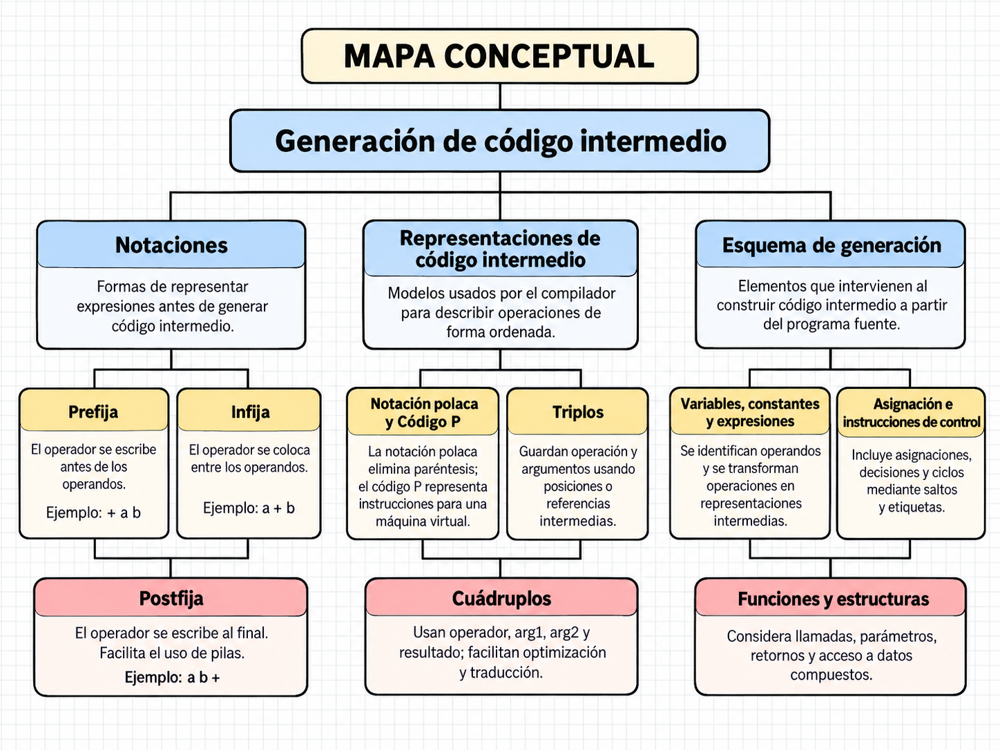 MAPA CONCEPTUAL
Generación de código intermedio
Notaciones
Formas de representar
expresiones antes de generar
código intermedio.
Representaciones de
código intermedio
Modelos usados por el compilador
para describir operaciones de
forma ordenada.
Esquema de generación
Elementos que intervienen al
construir código intermedio a partir
del programa fuente.
Prefija
El operador se escribe
antes de los
operandos.
Ejemplo: + a b
Infija
El operador se coloca
entre los operandos.
Ejemplo: a + b
Notación polaca
y Código P
La notación polaca
elimina paréntesis;
el código P representa
instrucciones para una
máquina virtual.
Triplos
Guardan operación y
argumentos usando
posiciones o
referencias
intermedias.
Variables, constantes
y expresiones
Se identifican operandos
y se transforman
operaciones en
representaciones
intermedias.
Asignación e
instrucciones de control
Incluye asignaciones,
decisiones y ciclos
mediante saltos
y etiquetas.
Postfija
El operador se escribe al final.
Facilita el uso de pilas.
Ejemplo: a b +
Cuádruplos
Usan operador, arg1, arg2 y
resultado; facilitan optimización
y traducción.
Funciones y estructuras
Considera llamadas, parámetros,
retornos y acceso a datos
compuestos.